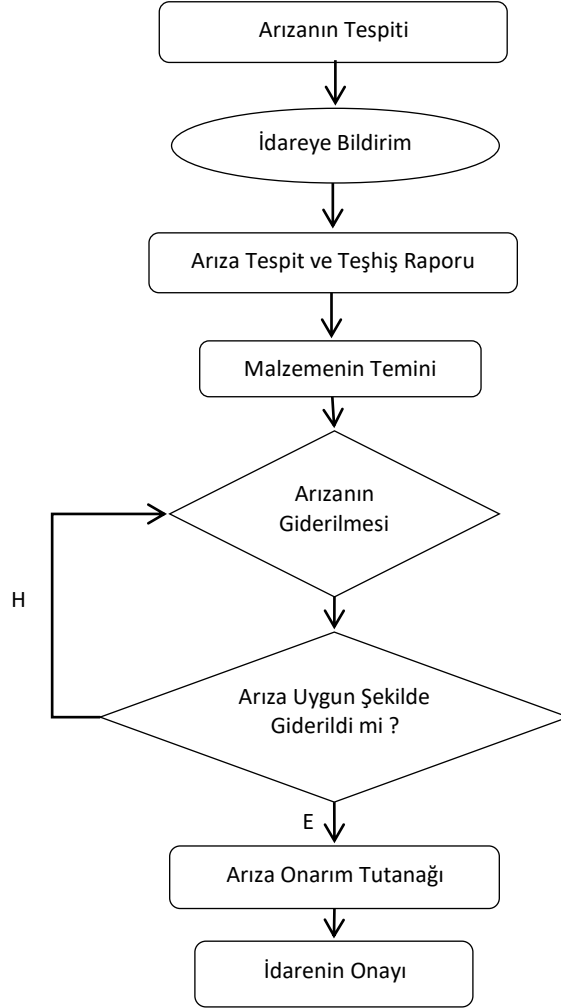 Arızanın Tespiti
İdareye Bildirim
Arıza Tespit ve Teşhiş Raporu
Malzemenin Temini
Arızanın
Giderilmesi
H
Arıza Uygun Şekilde
Giderildi mi ?
E
Arıza Onarım Tutanağı
İdarenin Onayı